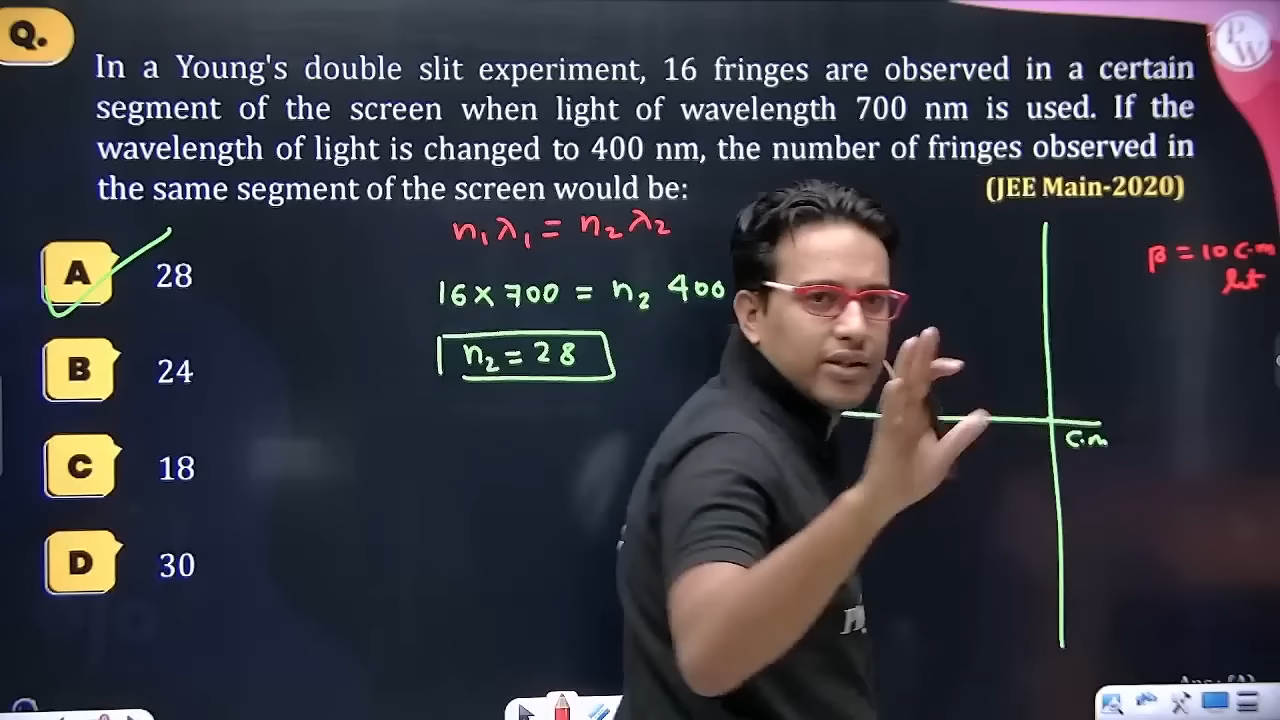 Q.
In a Young's double slit experiment, 16 fringes are observed in a certain
segment of the screen when light of wavelength 700 nm is used. If the
wavelength of light is changed to 400 nm, the number of fringes observed in
the same segment of the screen would be:
(JEE Main-2020)
n₁λ₁ = n₂λ₂
A 28
16 × 700 = n₂ 400
n₂ = 28
B 24
C 18
D 30
β = 10 c·m
let
c·m
PW